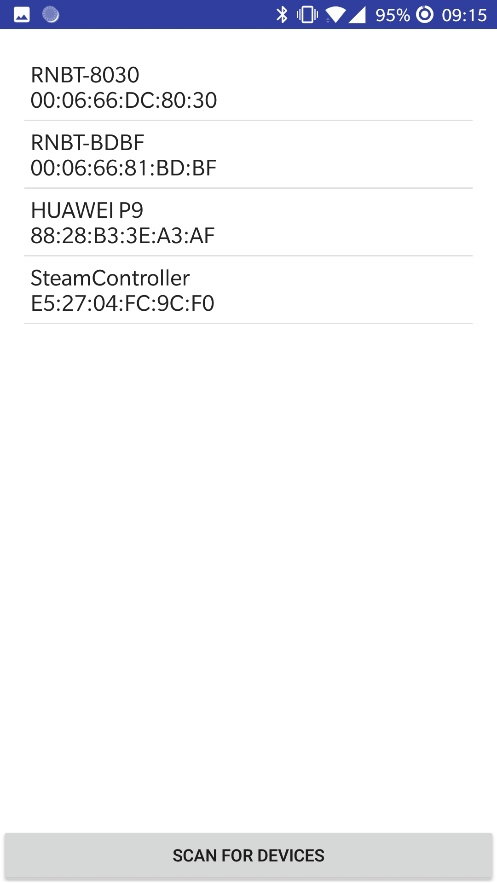 95% 09:15
RNBT-8030
00:06:66:DC:80:30
RNBT-BDBF
00:06:66:81:BD:BF
HUAWEI P9
88:28:B3:3E:A3:AF
SteamController
E5:27:04:FC:9C:F0
SCAN FOR DEVICES